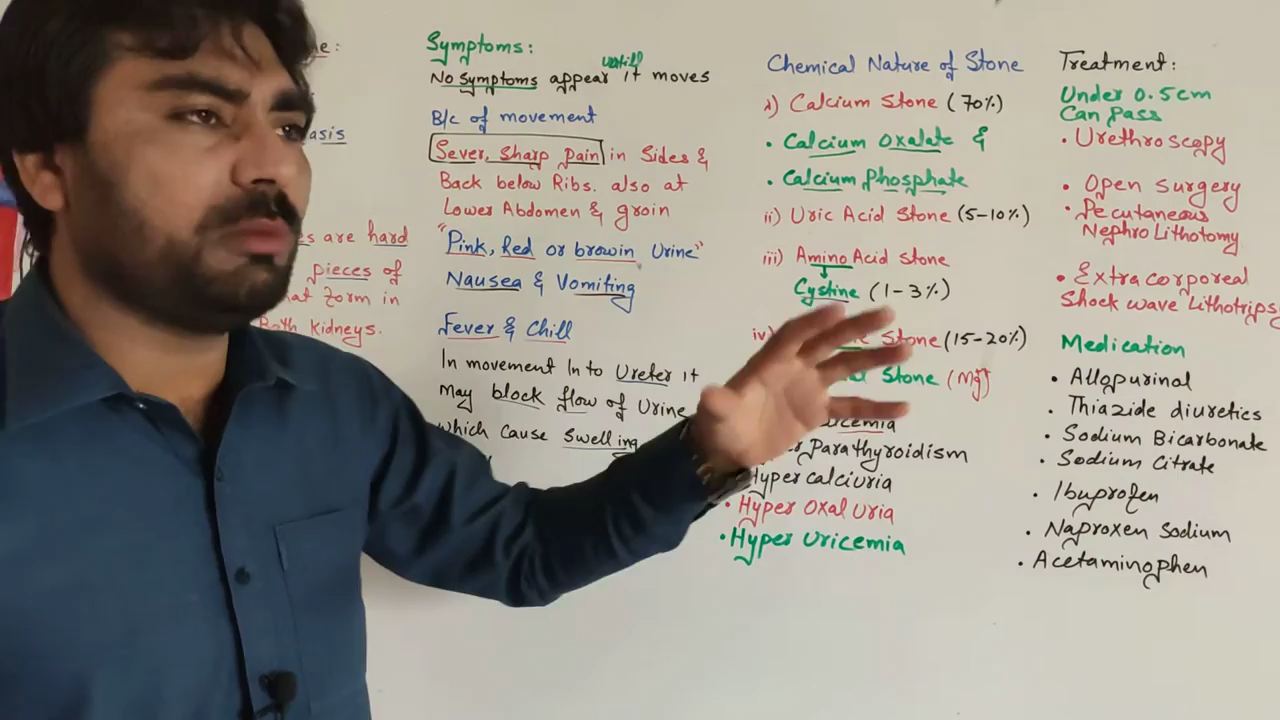 asis
are hard
pieces of
in
Both kidneys.
Symptoms:
until
No symptoms appear it moves
B/c of movement
Sever, Sharp Pain in Sides &
Back below Ribs. also at
Lower Abdomen & groin
"Pink, Red or browin Urine"
Nausea & Vomiting
Fever & Chill
In movement In to Ureter it
May block flow of Urine
which cause Swelling
Chemical Nature of Stone
i) Calcium Stone (70%)
• Calcium Oxalate &
• Calcium Phosphate
ii) Uric Acid Stone (5-10%)
iii) Amino Acid Stone
Cystine (1-3%)
iv) Stone (15-20%)
Stone (Mg++)
Parathyroidism
Hyper calciuria
• Hyper Oxal Uria
• Hyper Uricemia
Treatment:
Under 0.5cm
Can Pass
• Urethroscopy
• Open Surgery
• Pecutaneous
Nephro Lithotomy
• Extra corporeal
Shock wave Lithotrips
Medication
• Allopurinal
• Thiazide diuretics
• Sodium Bicarbonate
• Sodium Citrate
• Ibuprofen
• Naproxen Sodium
• Acetaminophen